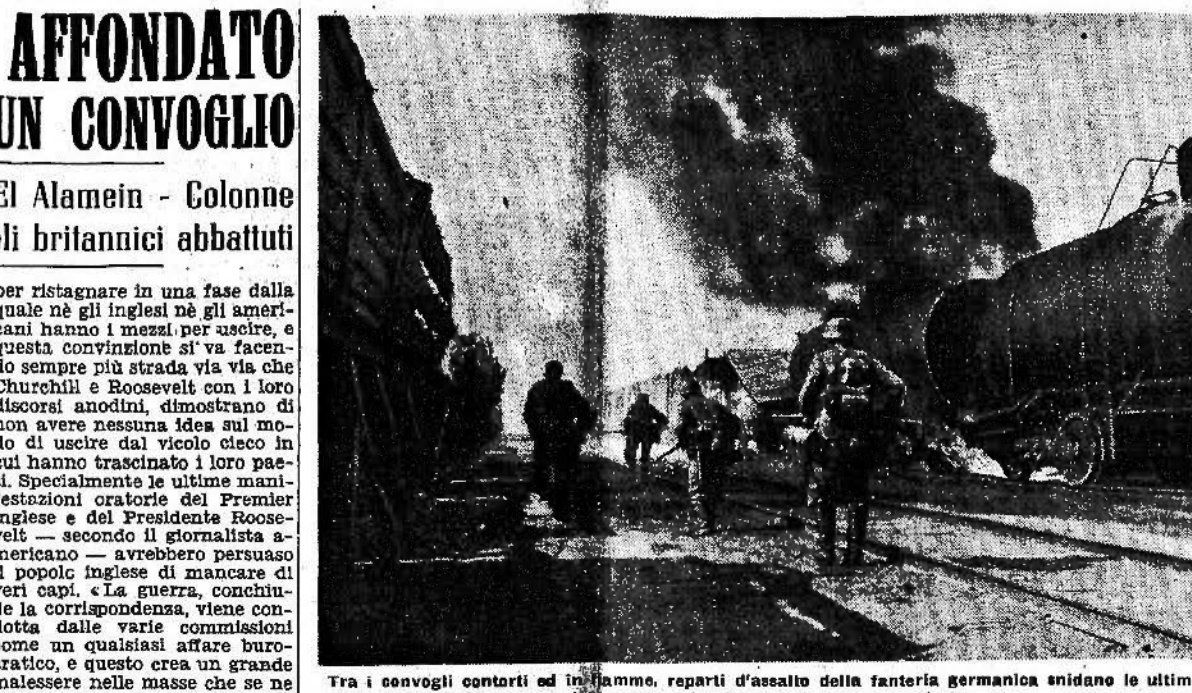 AFFONDATO
UN CONVOGLIO
El Alamein - Colonne
li britannici abbattuti
per ristagnare in una fase dalla
quale nè gli inglesi nè gli ameri-
cani hanno i mezzi per uscire, e
questa convinzione si va facen-
do sempre più strada via via che
Churchill e Roosevelt con i loro
discorsi anodini, dimostrano di
non avere nessuna idea sul mo-
do di uscire dal vicolo cieco in
cui hanno trascinato i loro pae-
si. Specialmente le ultime mani-
festazioni oratorie del Premier
inglese e del Presidente Roose-
velt — secondo il giornalista a-
mericano — avrebbero persuaso
il popolo inglese di mancare di
veri capi. «La guerra, conchiu-
de la corrispondenza, viene con-
dotta dalle varie commissioni
come un qualsiasi affare buro-
cratico, e questo crea un grande
malessere nelle masse che se ne
Tra i convogli contorti ed in fiamme, reparti d'assalto della fanteria germanica snidano le ultim